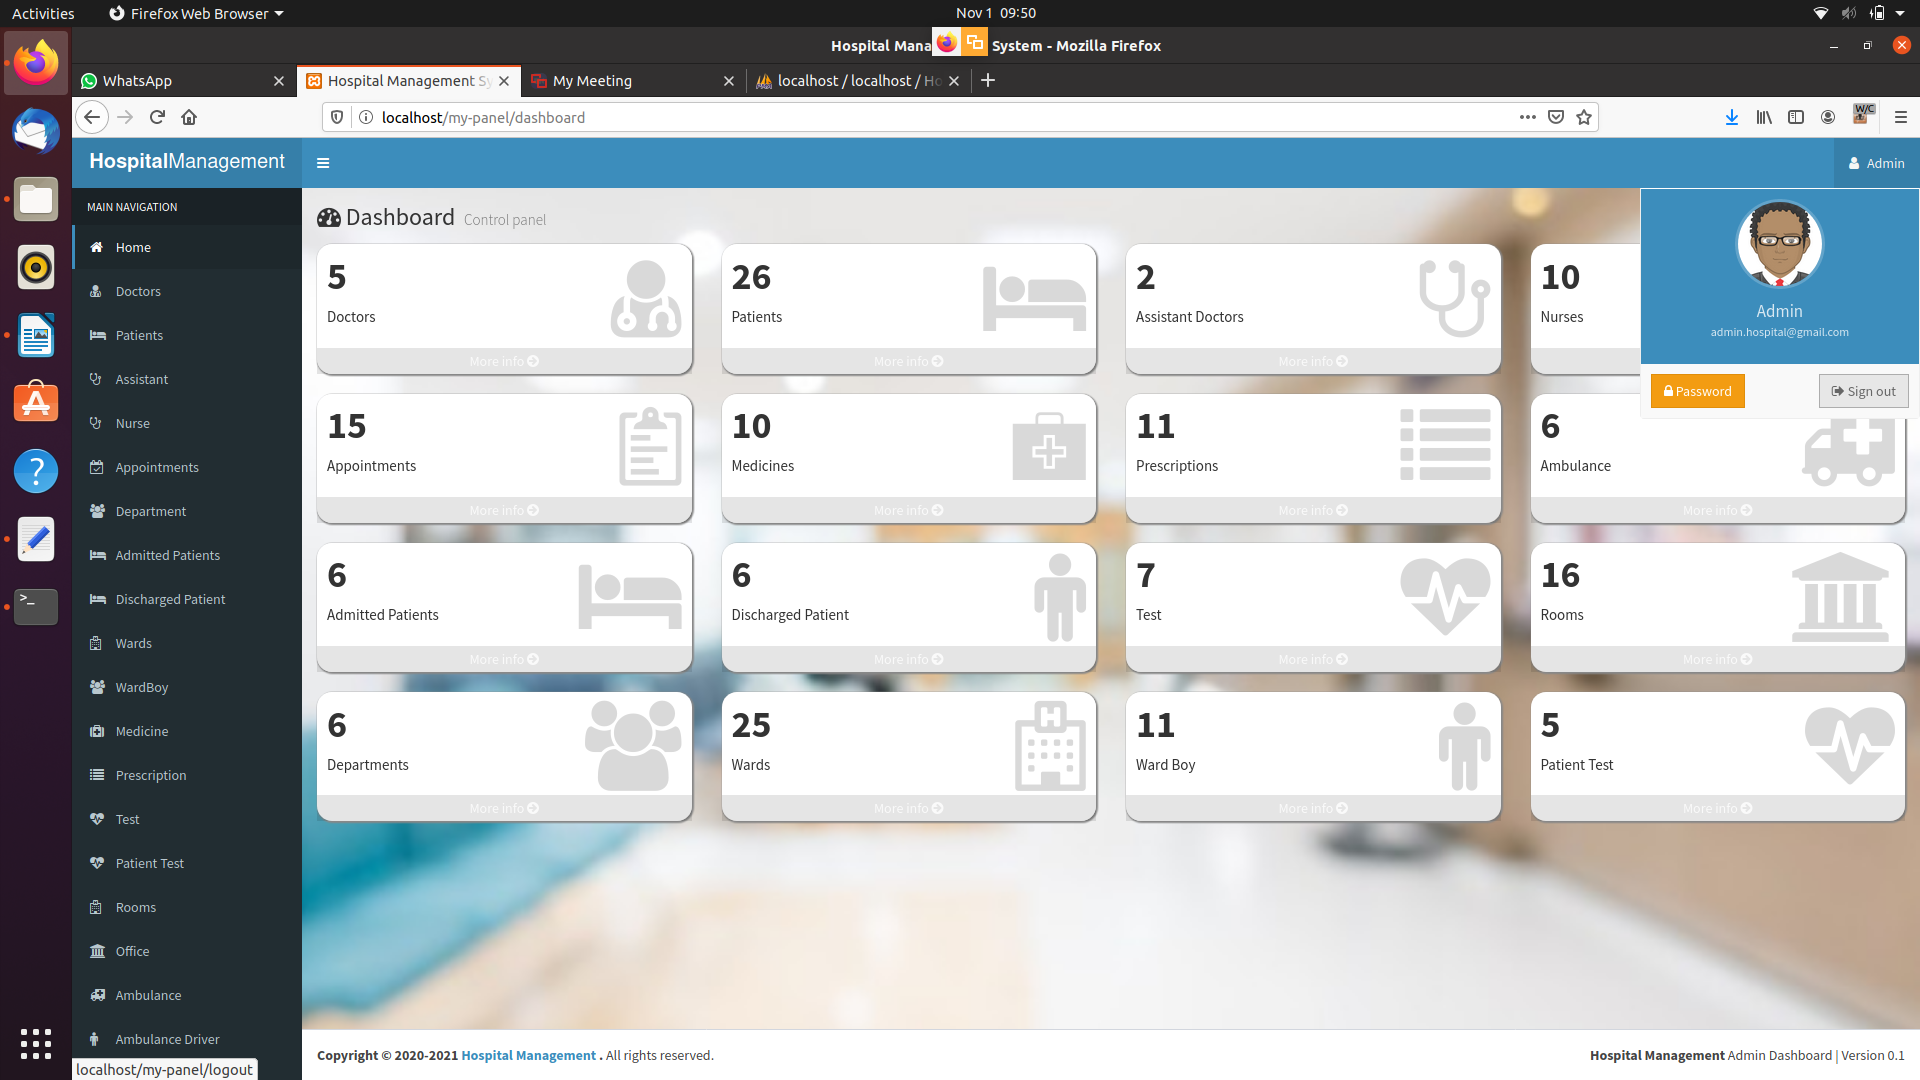 Activities
Firefox Web Browser
Nov 1 09:50
Hospital Mana System - Mozilla Firefox
WhatsApp
Hospital Management Sy
My Meeting
localhost / localhost / Ho
localhost/my-panel/dashboard
W/C
HospitalManagement
Admin
MAIN NAVIGATION
Home
Doctors
Patients
Assistant
Nurse
Appointments
Department
Admitted Patients
Discharged Patient
Wards
WardBoy
Medicine
Prescription
Test
Patient Test
Rooms
Office
Ambulance
Ambulance Driver
localhost/my-panel/logout
Dashboard Control panel
5
Doctors
More info
26
Patients
More info
2
Assistant Doctors
More info
10
Nurses
Admin
admin.hospital@gmail.com
Password
Sign out
15
Appointments
More info
10
Medicines
More info
11
Prescriptions
More info
6
Ambulance
More info
6
Admitted Patients
More info
6
Discharged Patient
More info
7
Test
More info
16
Rooms
More info
6
Departments
More info
25
Wards
More info
11
Ward Boy
More info
5
Patient Test
More info
Copyright © 2020-2021 Hospital Management . All rights reserved.
Hospital Management Admin Dashboard | Version 0.1